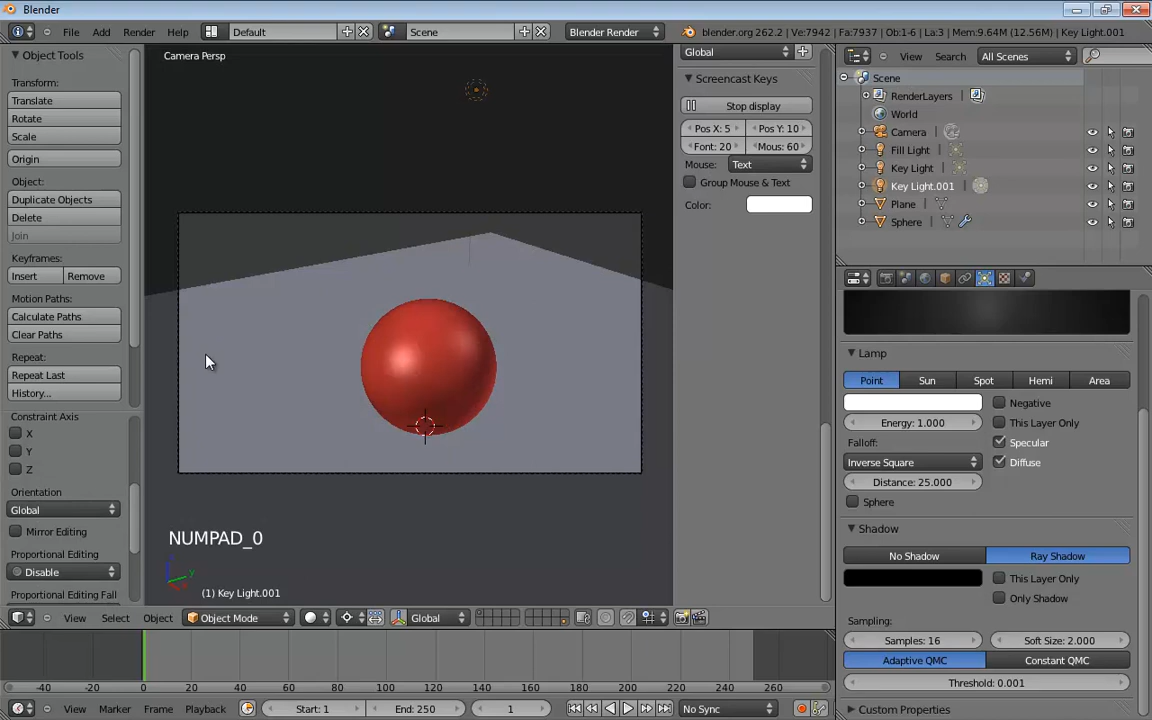 Blender
File Add Render Help Default Scene Blender Render blender.org 262.2 | Ve:7942 | Fa:7937 | Ob:1-6 | La:3 | Mem:9.64M (12.56M) | Key Light.001
Object Tools
Transform:
Translate
Rotate
Scale
Origin
Object:
Duplicate Objects
Delete
Join
Keyframes:
Insert Remove
Motion Paths:
Calculate Paths
Clear Paths
Repeat:
Repeat Last
History...
Constraint Axis
X
Y
Z
Orientation
Global
Mirror Editing
Proportional Editing
Disable
Proportional Editing Fall
Camera Persp
NUMPAD_0
z
y
(1) Key Light.001
Global
Screencast Keys
Stop display
Pos X: 5 Pos Y: 10
Font: 20 Mous: 60
Mouse: Text
Group Mouse & Text
Color:
View Search All Scenes
Scene
RenderLayers
World
Camera
Fill Light
Key Light
Key Light.001
Plane
Sphere
Lamp
Point Sun Spot Hemi Area
Negative
Energy: 1.000 This Layer Only
Falloff: Specular
Inverse Square Diffuse
Distance: 25.000
Sphere
Shadow
No Shadow Ray Shadow
This Layer Only
Only Shadow
Sampling:
Samples: 16 Soft Size: 2.000
Adaptive QMC Constant QMC
Threshold: 0.001
Custom Properties
View Select Object Object Mode Global
-40 -20 0 20 40 60 80 100 120 140 160 180 200 220 240 260
View Marker Frame Playback Start: 1 End: 250 1 No Sync